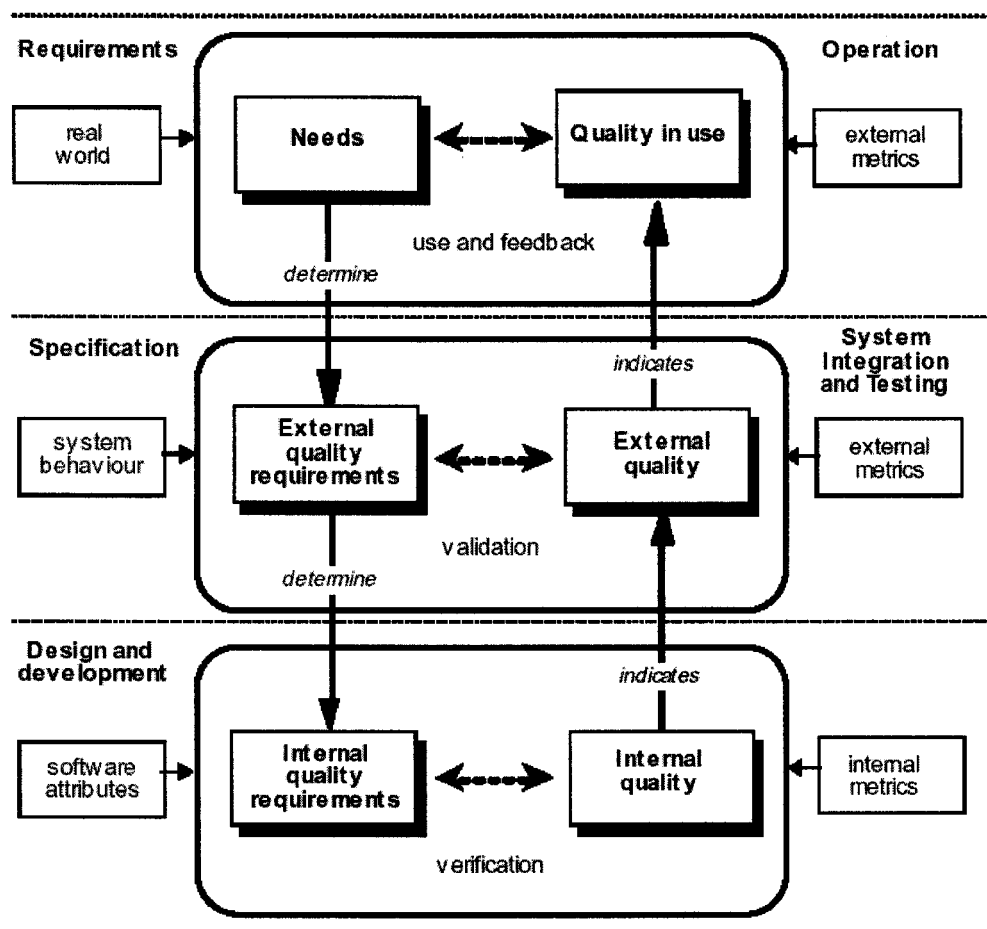 Requirements
Operation
real
world
Needs
Quality in use
external
metrics
use and feedback
determine
Specification
System
Integration
and Testing
indicates
system
behaviour
External
quality
requirements
External
quality
external
metrics
validation
determine
Design and
development
indicates
software
attributes
Internal
quality
requirements
Internal
quality
internal
metrics
verification